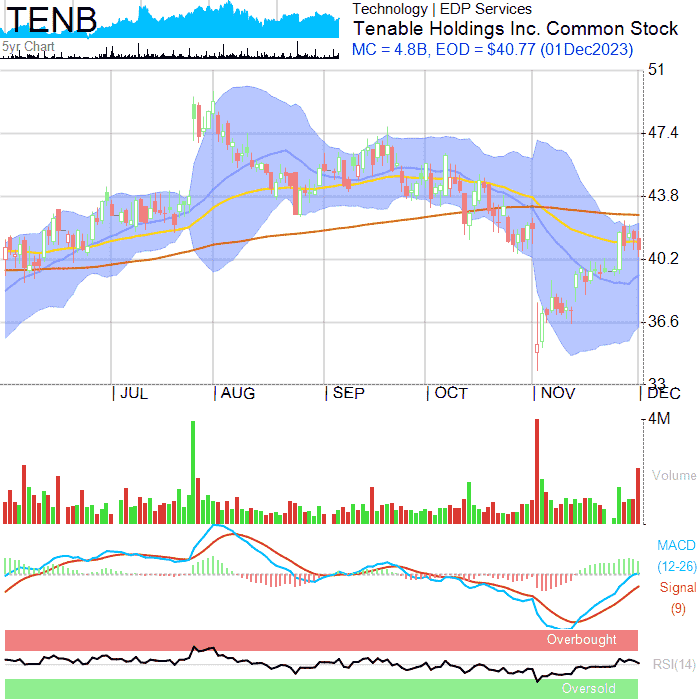 TENB
5yr Chart
Technology | EDP Services
Tenable Holdings Inc. Common Stock
MC = 4.8B, EOD = $40.77 (01Dec2023)
51
47.4
43.8
40.2
36.6
33
JUL AUG SEP OCT NOV DEC
4M
Volume
MACD
(12-26)
Signal
(9)
Overbought
RSI(14)
Oversold